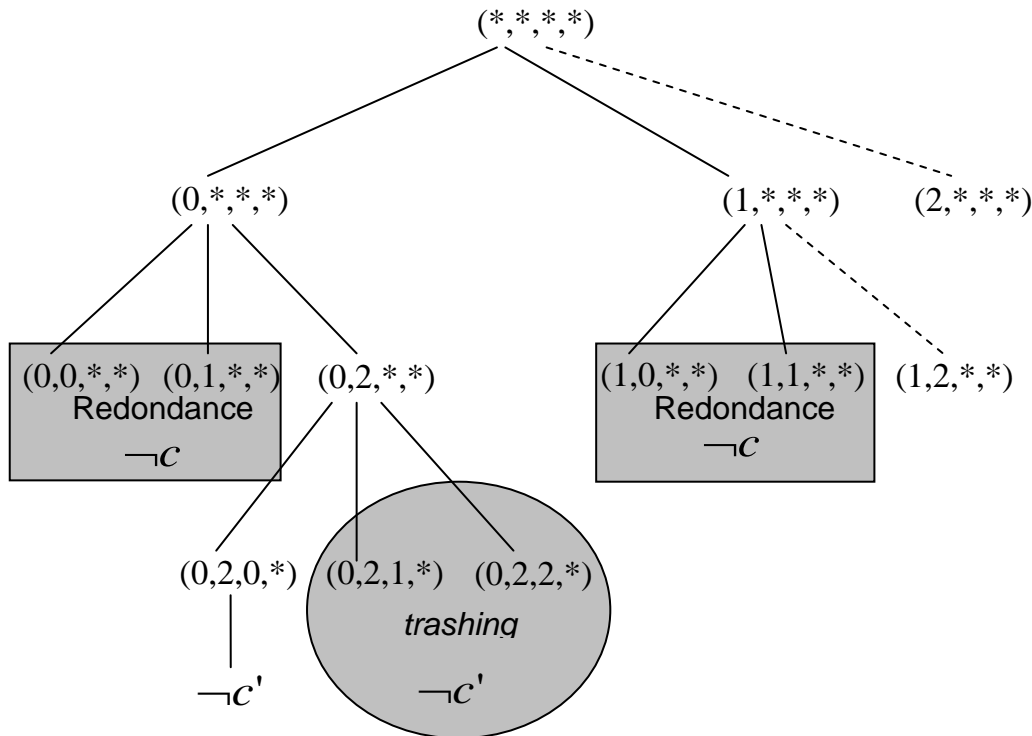 (*,*,*,*)
(0,*,*,*) (1,*,*,*) (2,*,*,*)
(0,0,*,*) (0,1,*,*) (0,2,*,*) (1,0,*,*) (1,1,*,*) (1,2,*,*)
Redondance Redondance
¬c ¬c
(0,2,0,*) (0,2,1,*) (0,2,2,*)
trashing
¬c' ¬c'